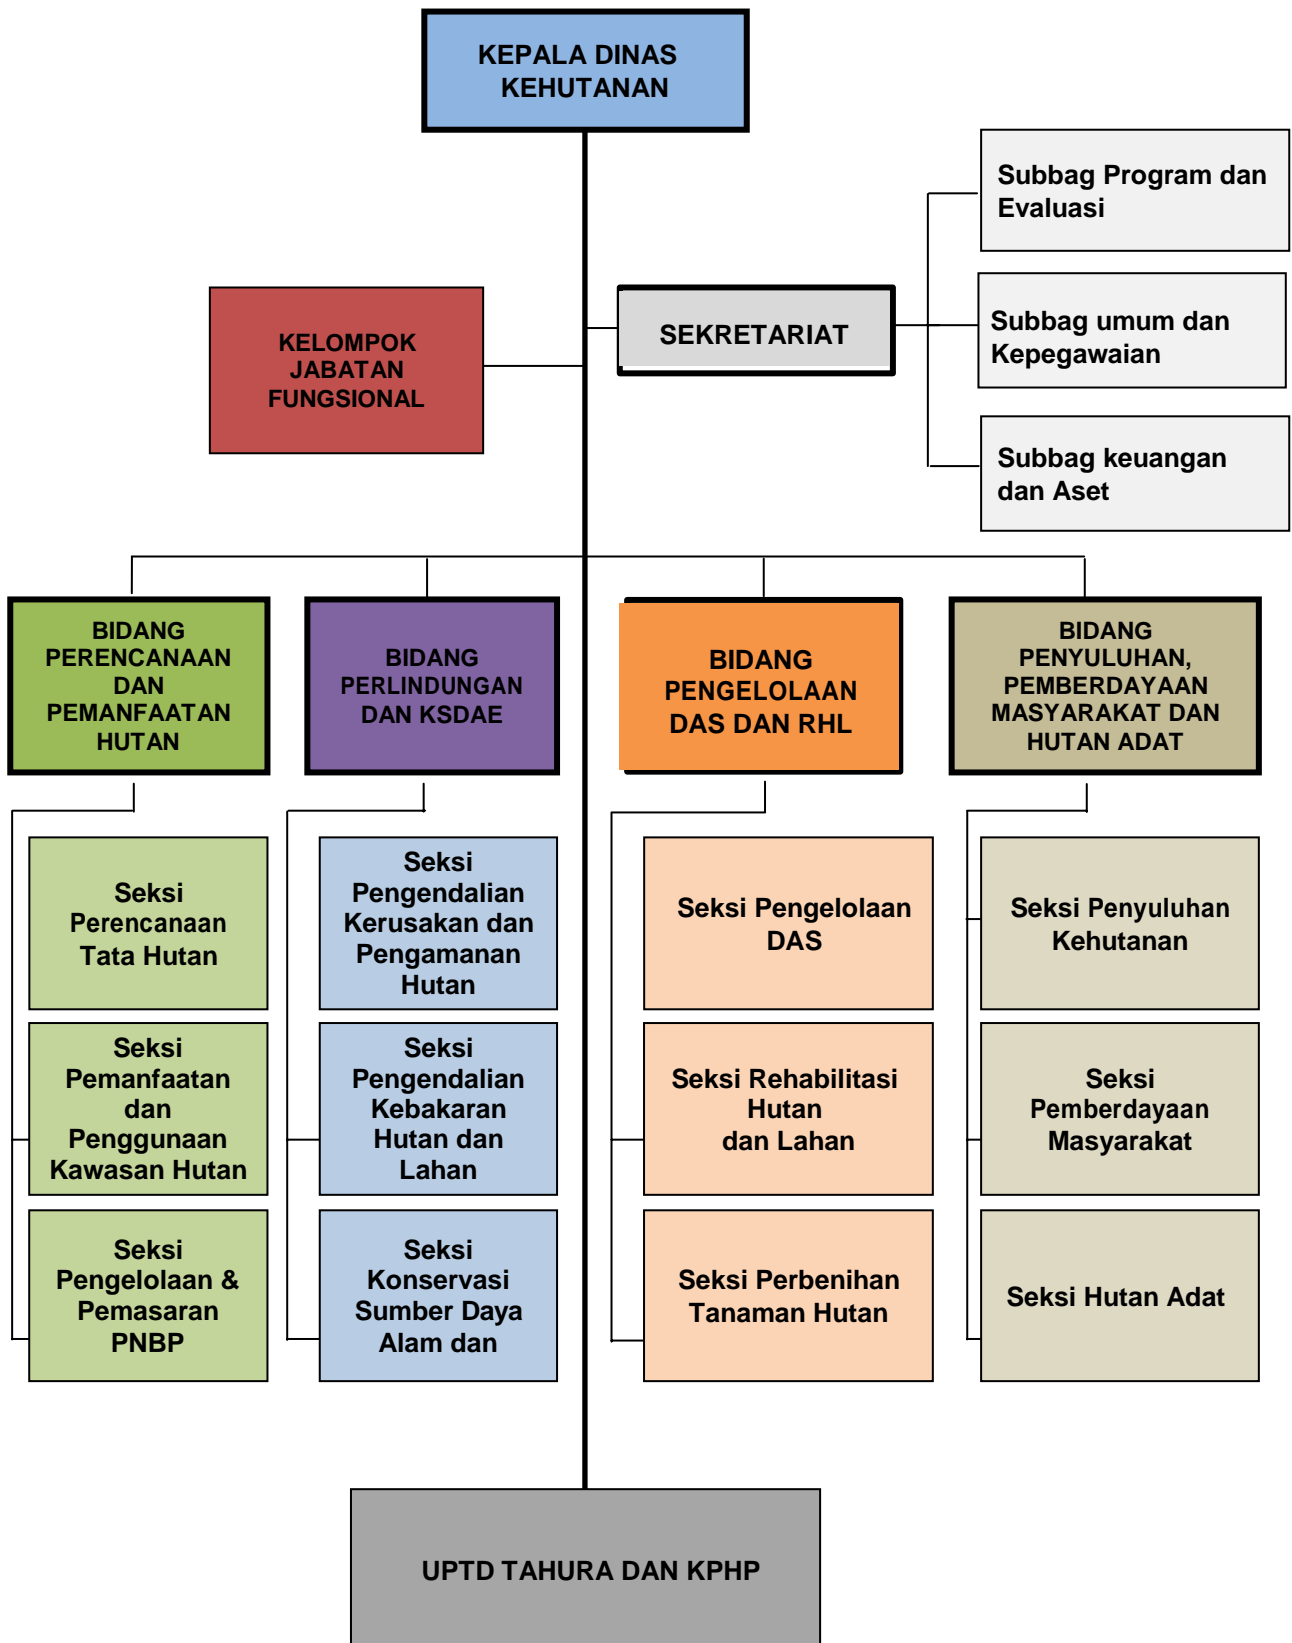 KEPALA DINAS
KEHUTANAN
Subbag Program dan
Evaluasi
KELOMPOK
JABATAN
FUNGSIONAL
SEKRETARIAT
Subbag umum dan
Kepegawaian
Subbag keuangan
dan Aset
BIDANG
PERENCANAAN
DAN
PEMANFAATAN
HUTAN
BIDANG
PERLINDUNGAN
DAN KSDAE
BIDANG
PENGELOLAAN
DAS DAN RHL
BIDANG
PENYULUHAN,
PEMBERDAYAAN
MASYARAKAT DAN
HUTAN ADAT
Seksi
Perencanaan
Tata Hutan
Seksi
Pengendalian
Kerusakan dan
Pengamanan
Hutan
Seksi Pengelolaan
DAS
Seksi Penyuluhan
Kehutanan
Seksi
Pemanfaatan
dan
Penggunaan
Kawasan Hutan
Seksi
Pengendalian
Kebakaran
Hutan dan
Lahan
Seksi Rehabilitasi
Hutan
dan Lahan
Seksi
Pemberdayaan
Masyarakat
Seksi
Pengelolaan &
Pemasaran
PNBP
Seksi
Konservasi
Sumber Daya
Alam dan
Seksi Perbenihan
Tanaman Hutan
Seksi Hutan Adat
UPTD TAHURA DAN KPHP